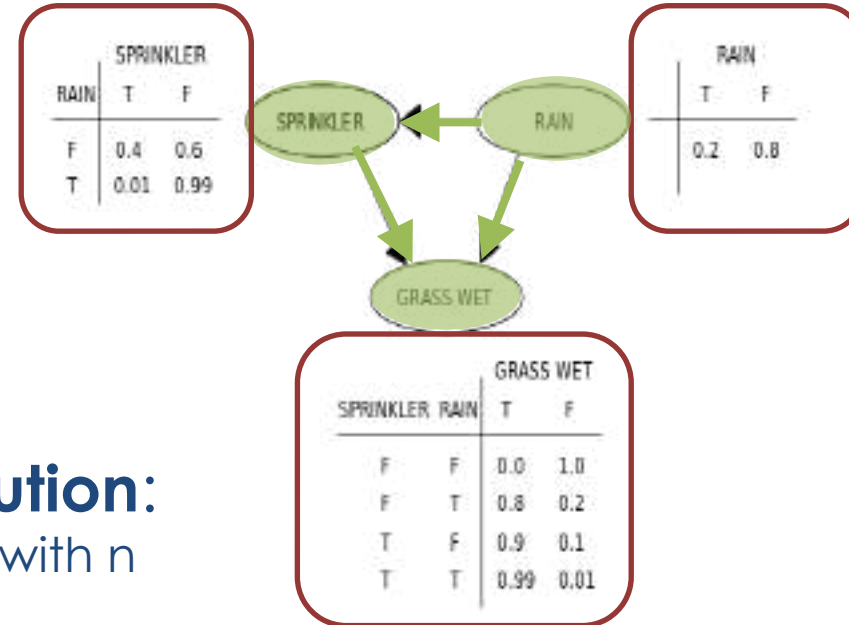 SPRINKLER
RAIN T F
F 0.4 0.6
T 0.01 0.99
SPRINKLER
RAIN
RAIN
T F
0.2 0.8
GRASS WET
GRASS WET
SPRINKLER RAIN T F
F F 0.0 1.0
F T 0.8 0.2
T F 0.9 0.1
T T 0.99 0.01
ution:
with n